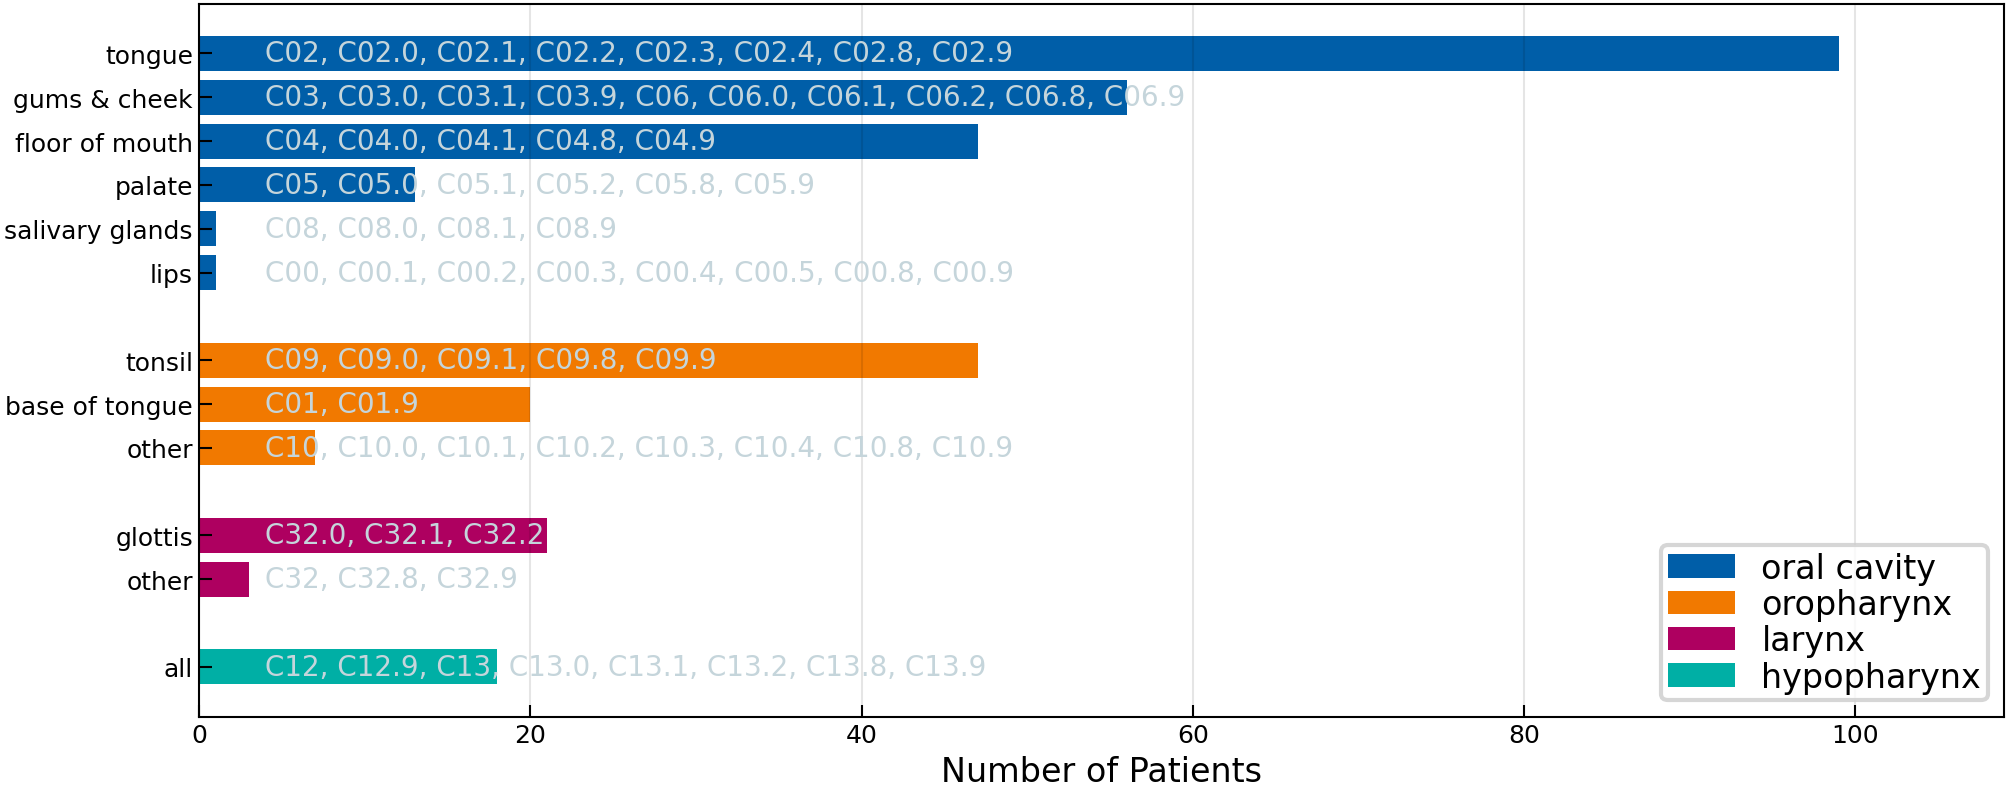 tongue C02, C02.0, C02.1, C02.2, C02.3, C02.4, C02.8, C02.9
gums & cheek C03, C03.0, C03.1, C03.9, C06, C06.0, C06.1, C06.2, C06.8, C06.9
floor of mouth C04, C04.0, C04.1, C04.8, C04.9
palate C05, C05.0, C05.1, C05.2, C05.8, C05.9
salivary glands C08, C08.0, C08.1, C08.9
lips C00, C00.1, C00.2, C00.3, C00.4, C00.5, C00.8, C00.9
tonsil C09, C09.0, C09.1, C09.8, C09.9
base of tongue C01, C01.9
other C10, C10.0, C10.1, C10.2, C10.3, C10.4, C10.8, C10.9
glottis C32.0, C32.1, C32.2
other C32, C32.8, C32.9
all C12, C12.9, C13, C13.0, C13.1, C13.2, C13.8, C13.9
oral cavity
oropharynx
larynx
hypopharynx
0 20 40 60 80 100
Number of Patients